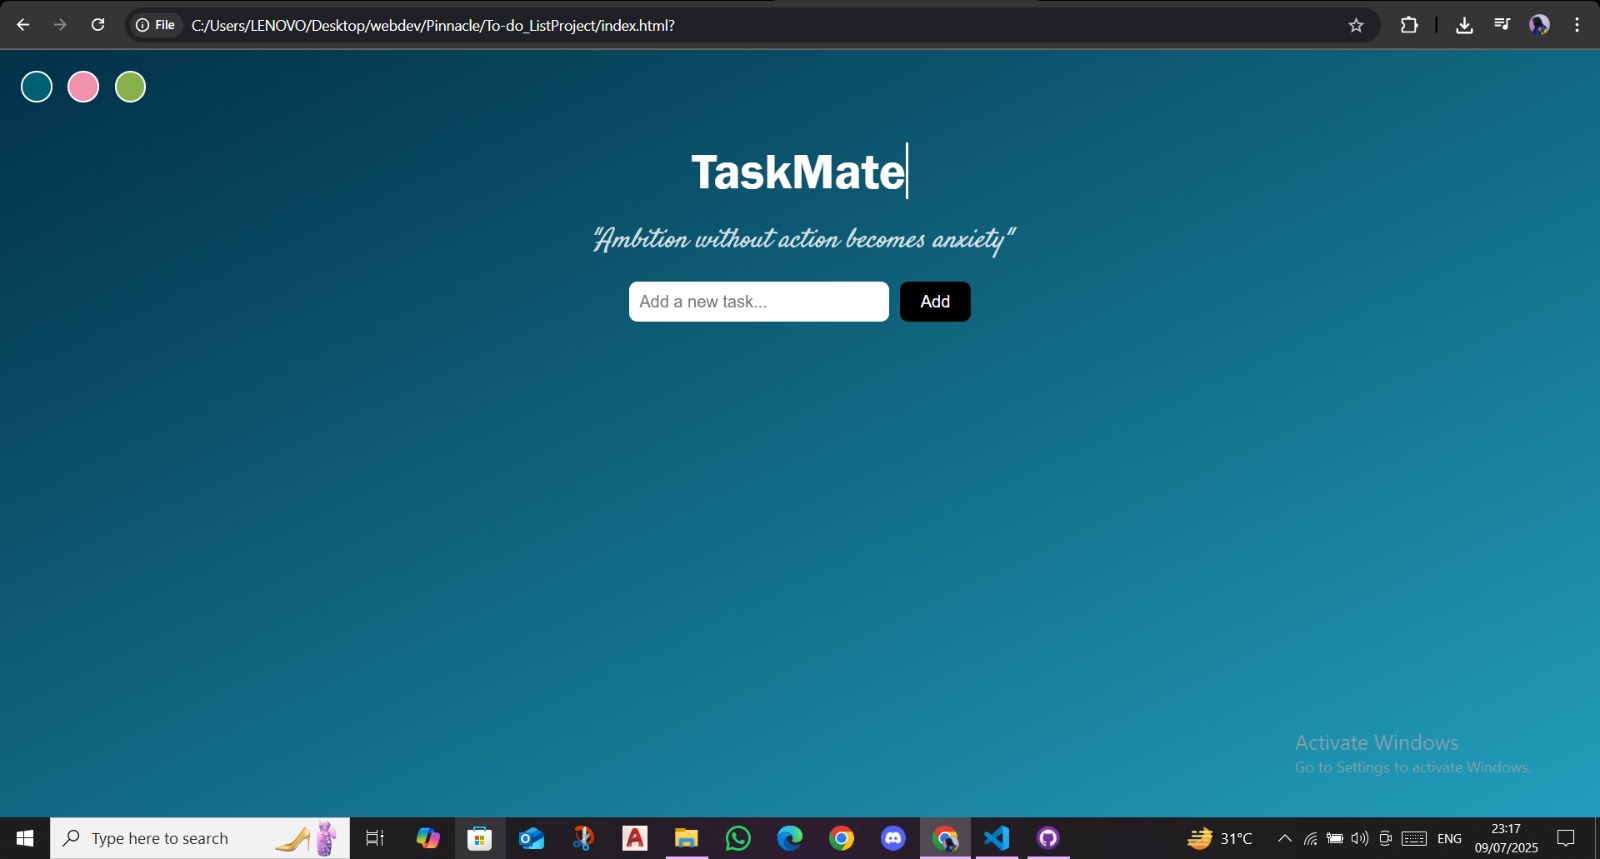 File
C:/Users/LENOVO/Desktop/webdev/Pinnacle/To-do_ListProject/index.html?
TaskMate
"Ambition without action becomes anxiety"
Add a new task...
Add
Activate Windows
Go to Settings to activate Windows.
Type here to search
31°C
ENG
23:17
09/07/2025